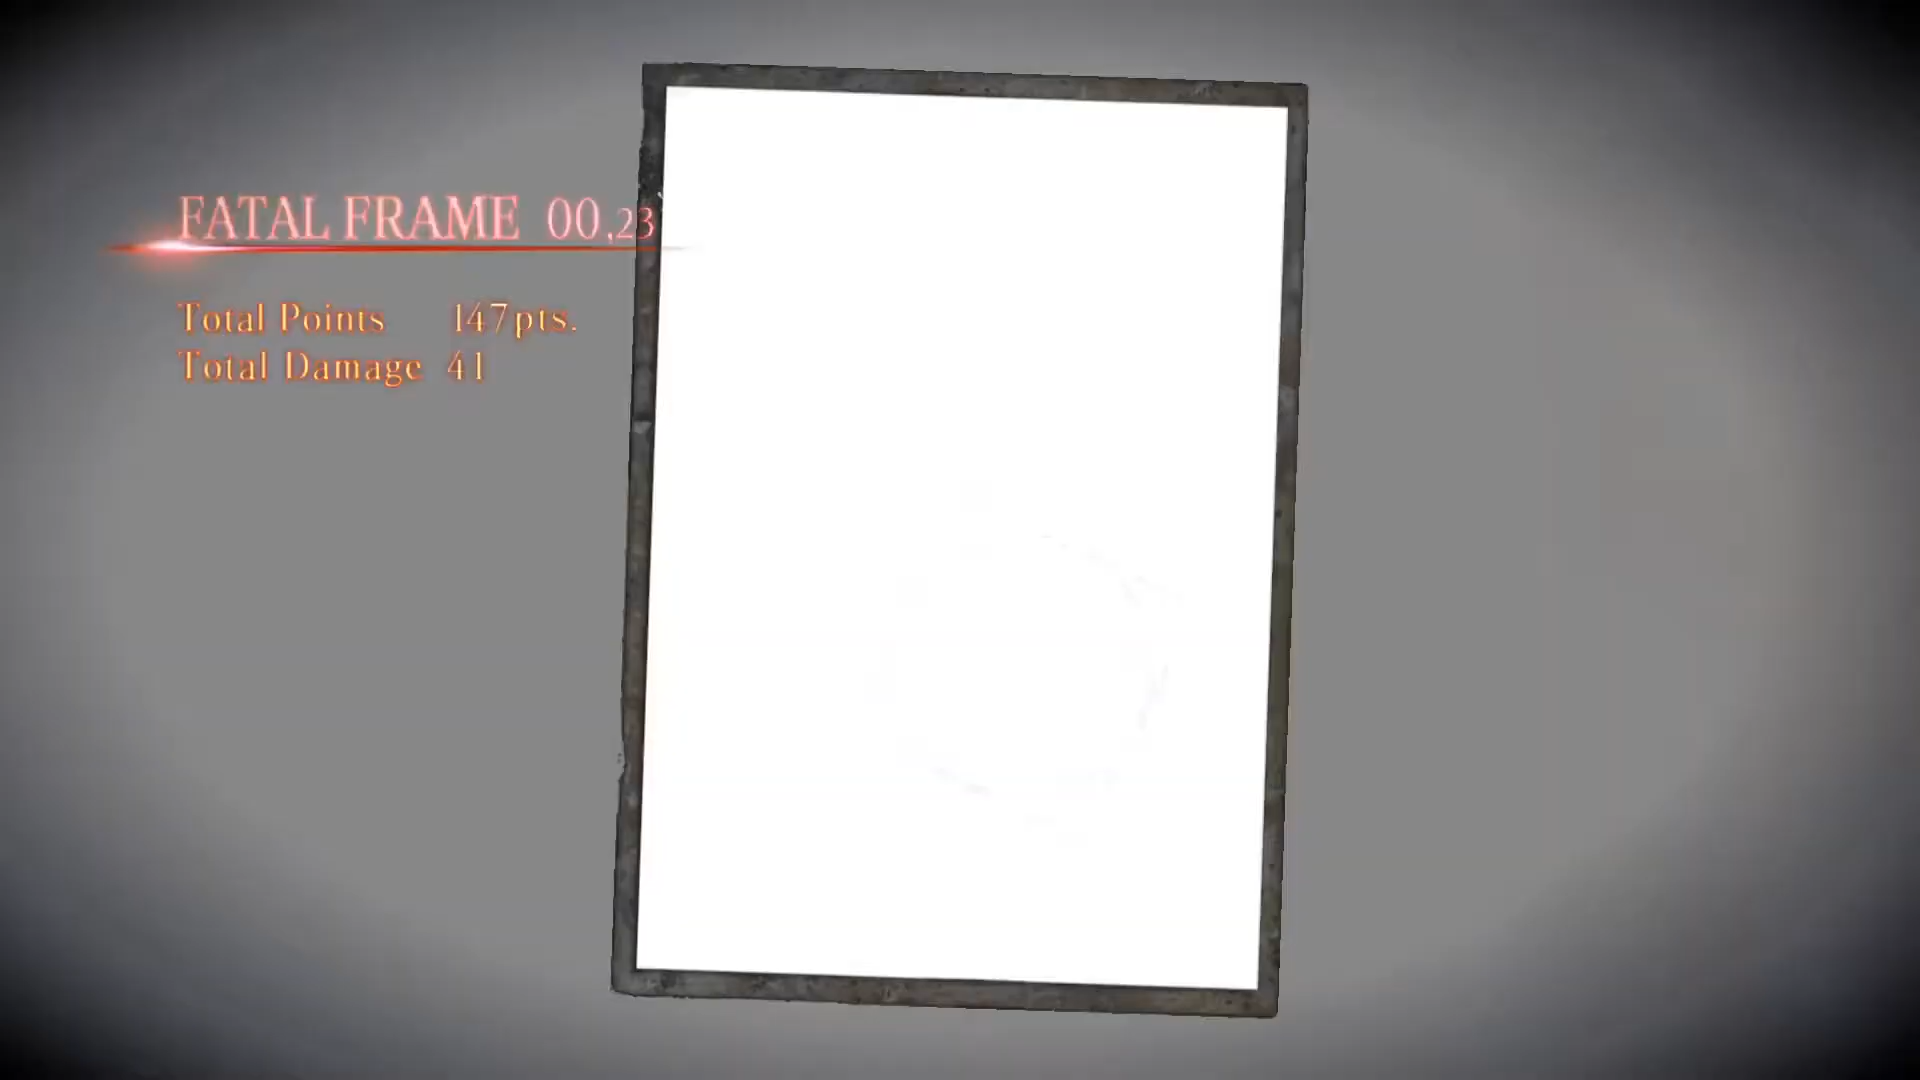 FATAL FRAME 00,23
Total Points 147pts.
Total Damage 41